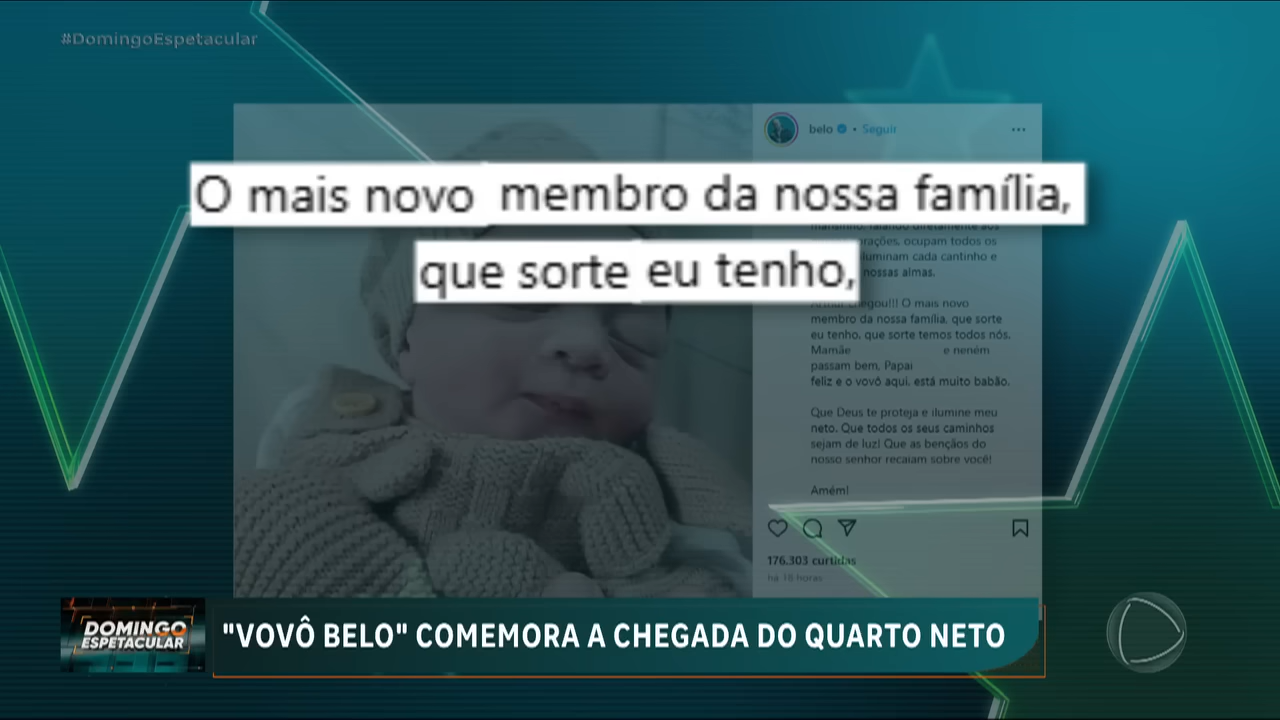 #DomingoEspetacular
belo • Seguir
O mais novo membro da nossa família,
que sorte eu tenho,
mansinho, falando diretamente aos
orações, ocupam todos os
luminam cada cantinho e
nossas almas.
chegou!!! O mais novo
membro da nossa família, que sorte
eu tenho, que sorte temos todos nós.
Mamãe e neném
passam bem, Papai
feliz e o vovô aqui, está muito babão.
Que Deus te proteja e ilumine meu
neto. Que todos os seus caminhos
sejam de luz! Que as bençãos do
nosso senhor recaiam sobre você!
Amém!
176.303 curtidas
há 18 horas
DOMINGO
ESPETACULAR
"VOVÔ BELO" COMEMORA A CHEGADA DO QUARTO NETO